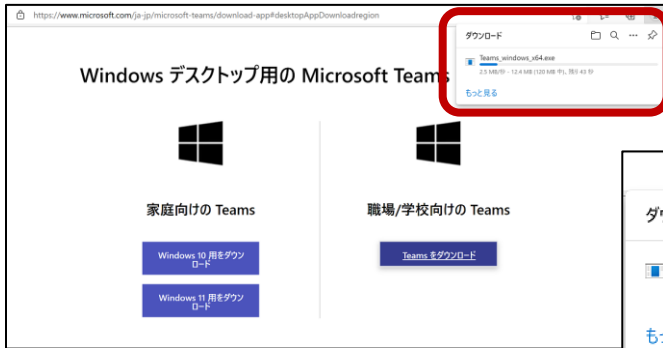 https://www.microsoft.com/ja-jp/microsoft-teams/download-app#desktopAppDownloadregion
ダウンロード
Teams_windows_x64.exe
2.5 MB/秒 - 12.4 MB (120 MB 中)、残り 43 秒
もっと見る
Windows デスクトップ用の Microsoft Teams
家庭向けの Teams
職場/学校向けの Teams
Windows 10 用をダウン
ロード
Teams をダウンロード
Windows 11 用をダウン
ロード
ダ
もっ